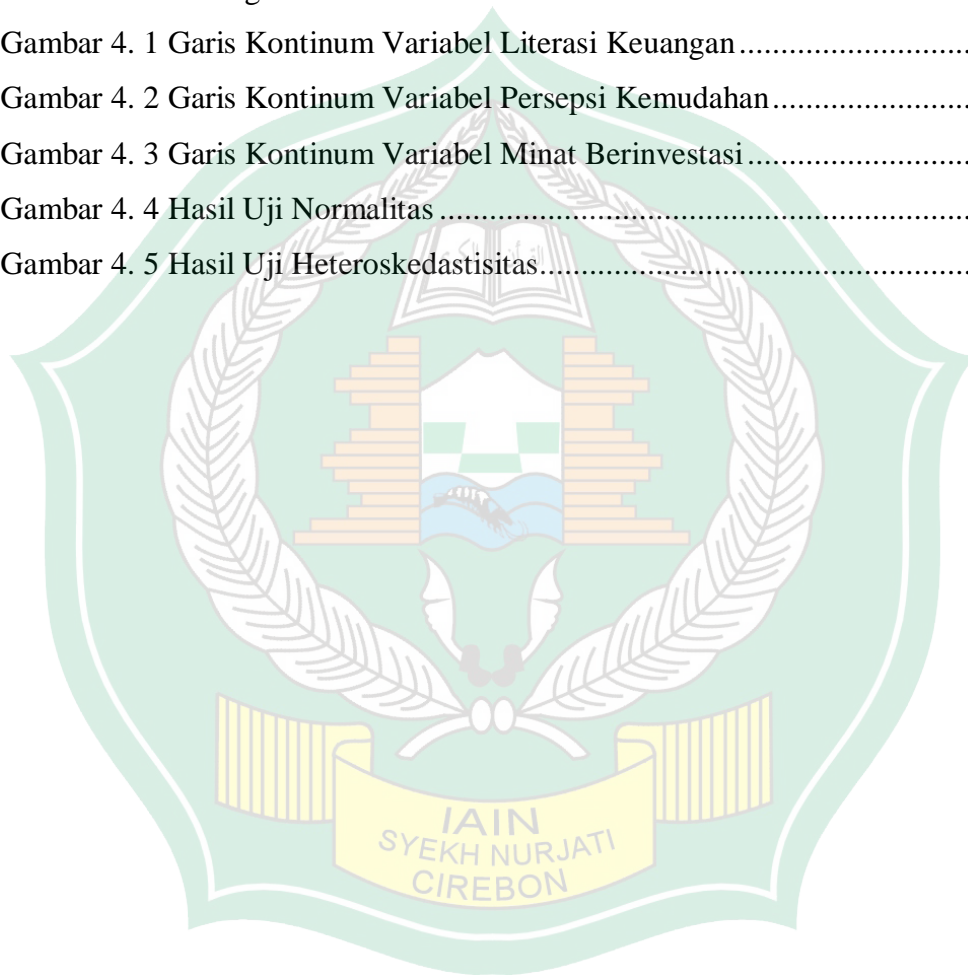 Gambar 4. 1 Garis Kontinum Variabel Literasi Keuangan............................
Gambar 4. 2 Garis Kontinum Variabel Persepsi Kemudahan........................
Gambar 4. 3 Garis Kontinum Variabel Minat Berinvestasi...........................
Gambar 4. 4 Hasil Uji Normalitas................................................................
Gambar 4. 5 Hasil Uji Heteroskedastisitas....................................................
IAIN
SYEKH NURJATI
CIREBON